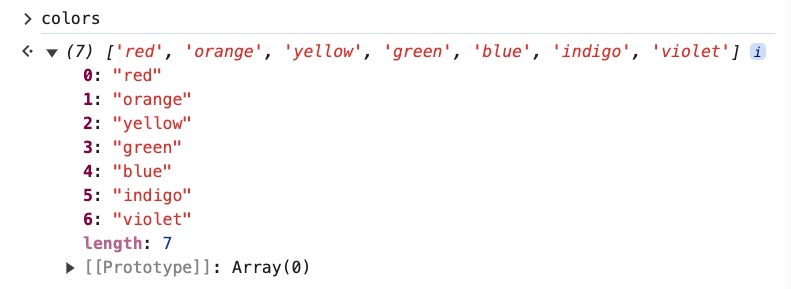 > colors
(7) ['red', 'orange', 'yellow', 'green', 'blue', 'indigo', 'violet'] i
0: "red"
1: "orange"
2: "yellow"
3: "green"
4: "blue"
5: "indigo"
6: "violet"
length: 7
[[Prototype]]: Array(0)